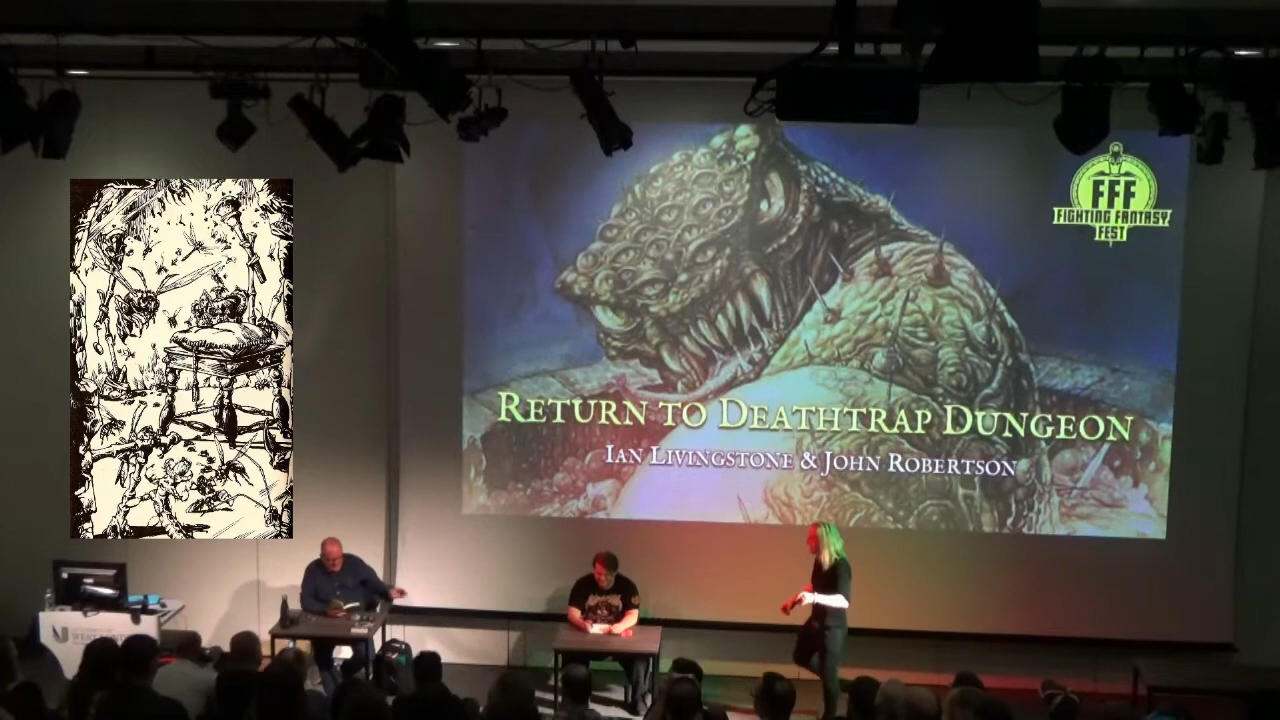 FFF
FIGHTING FANTASY
FEST
RETURN TO DEATHTRAP DUNGEON
IAN LIVINGSTONE & JOHN ROBERTSON